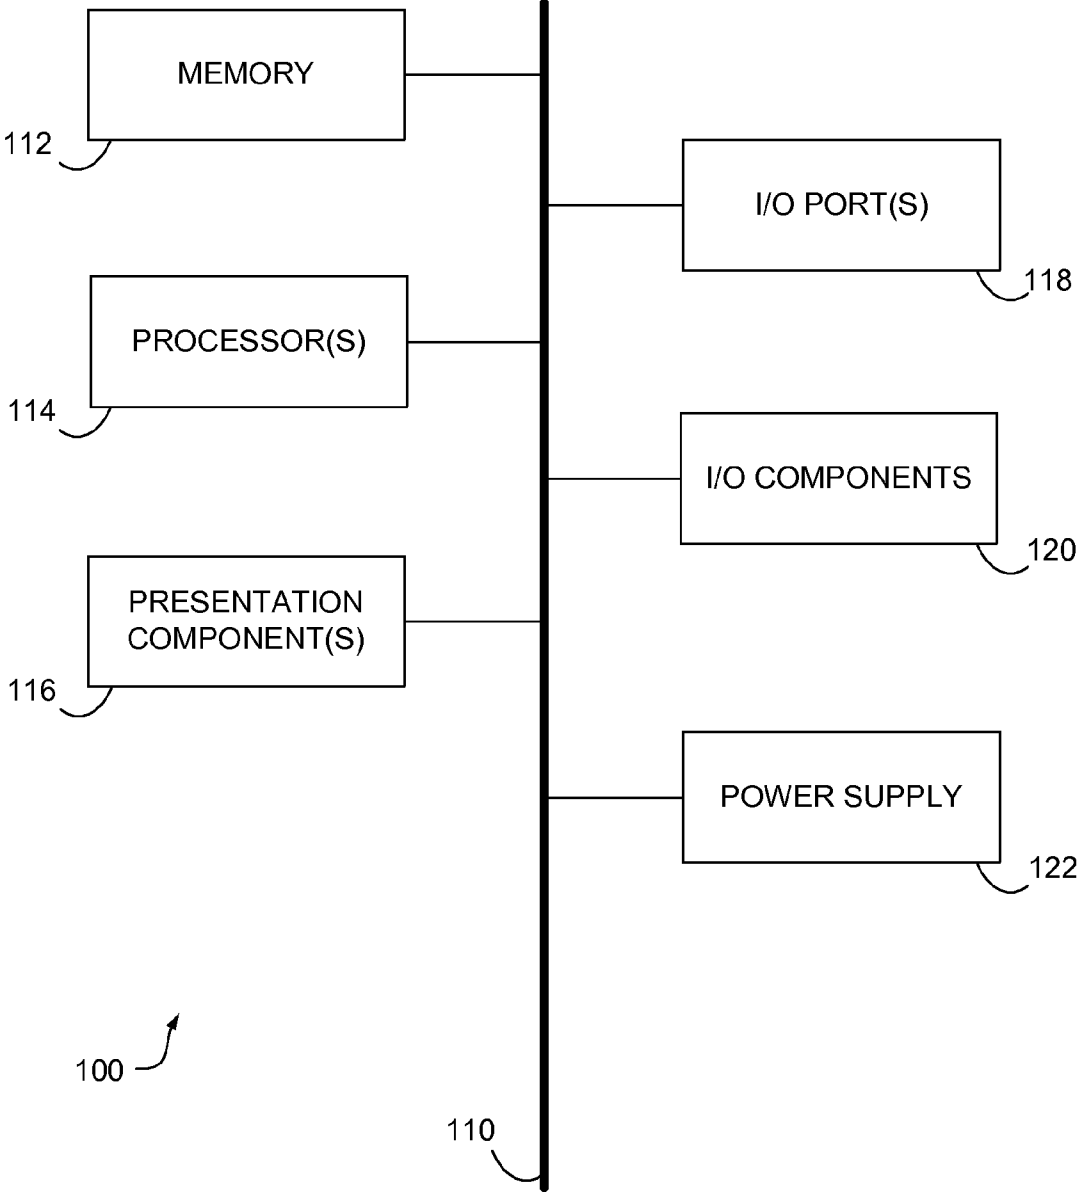 MEMORY
112
I/O PORT(S)
118
PROCESSOR(S)
114
I/O COMPONENTS
120
PRESENTATION
COMPONENT(S)
116
POWER SUPPLY
122
100
110